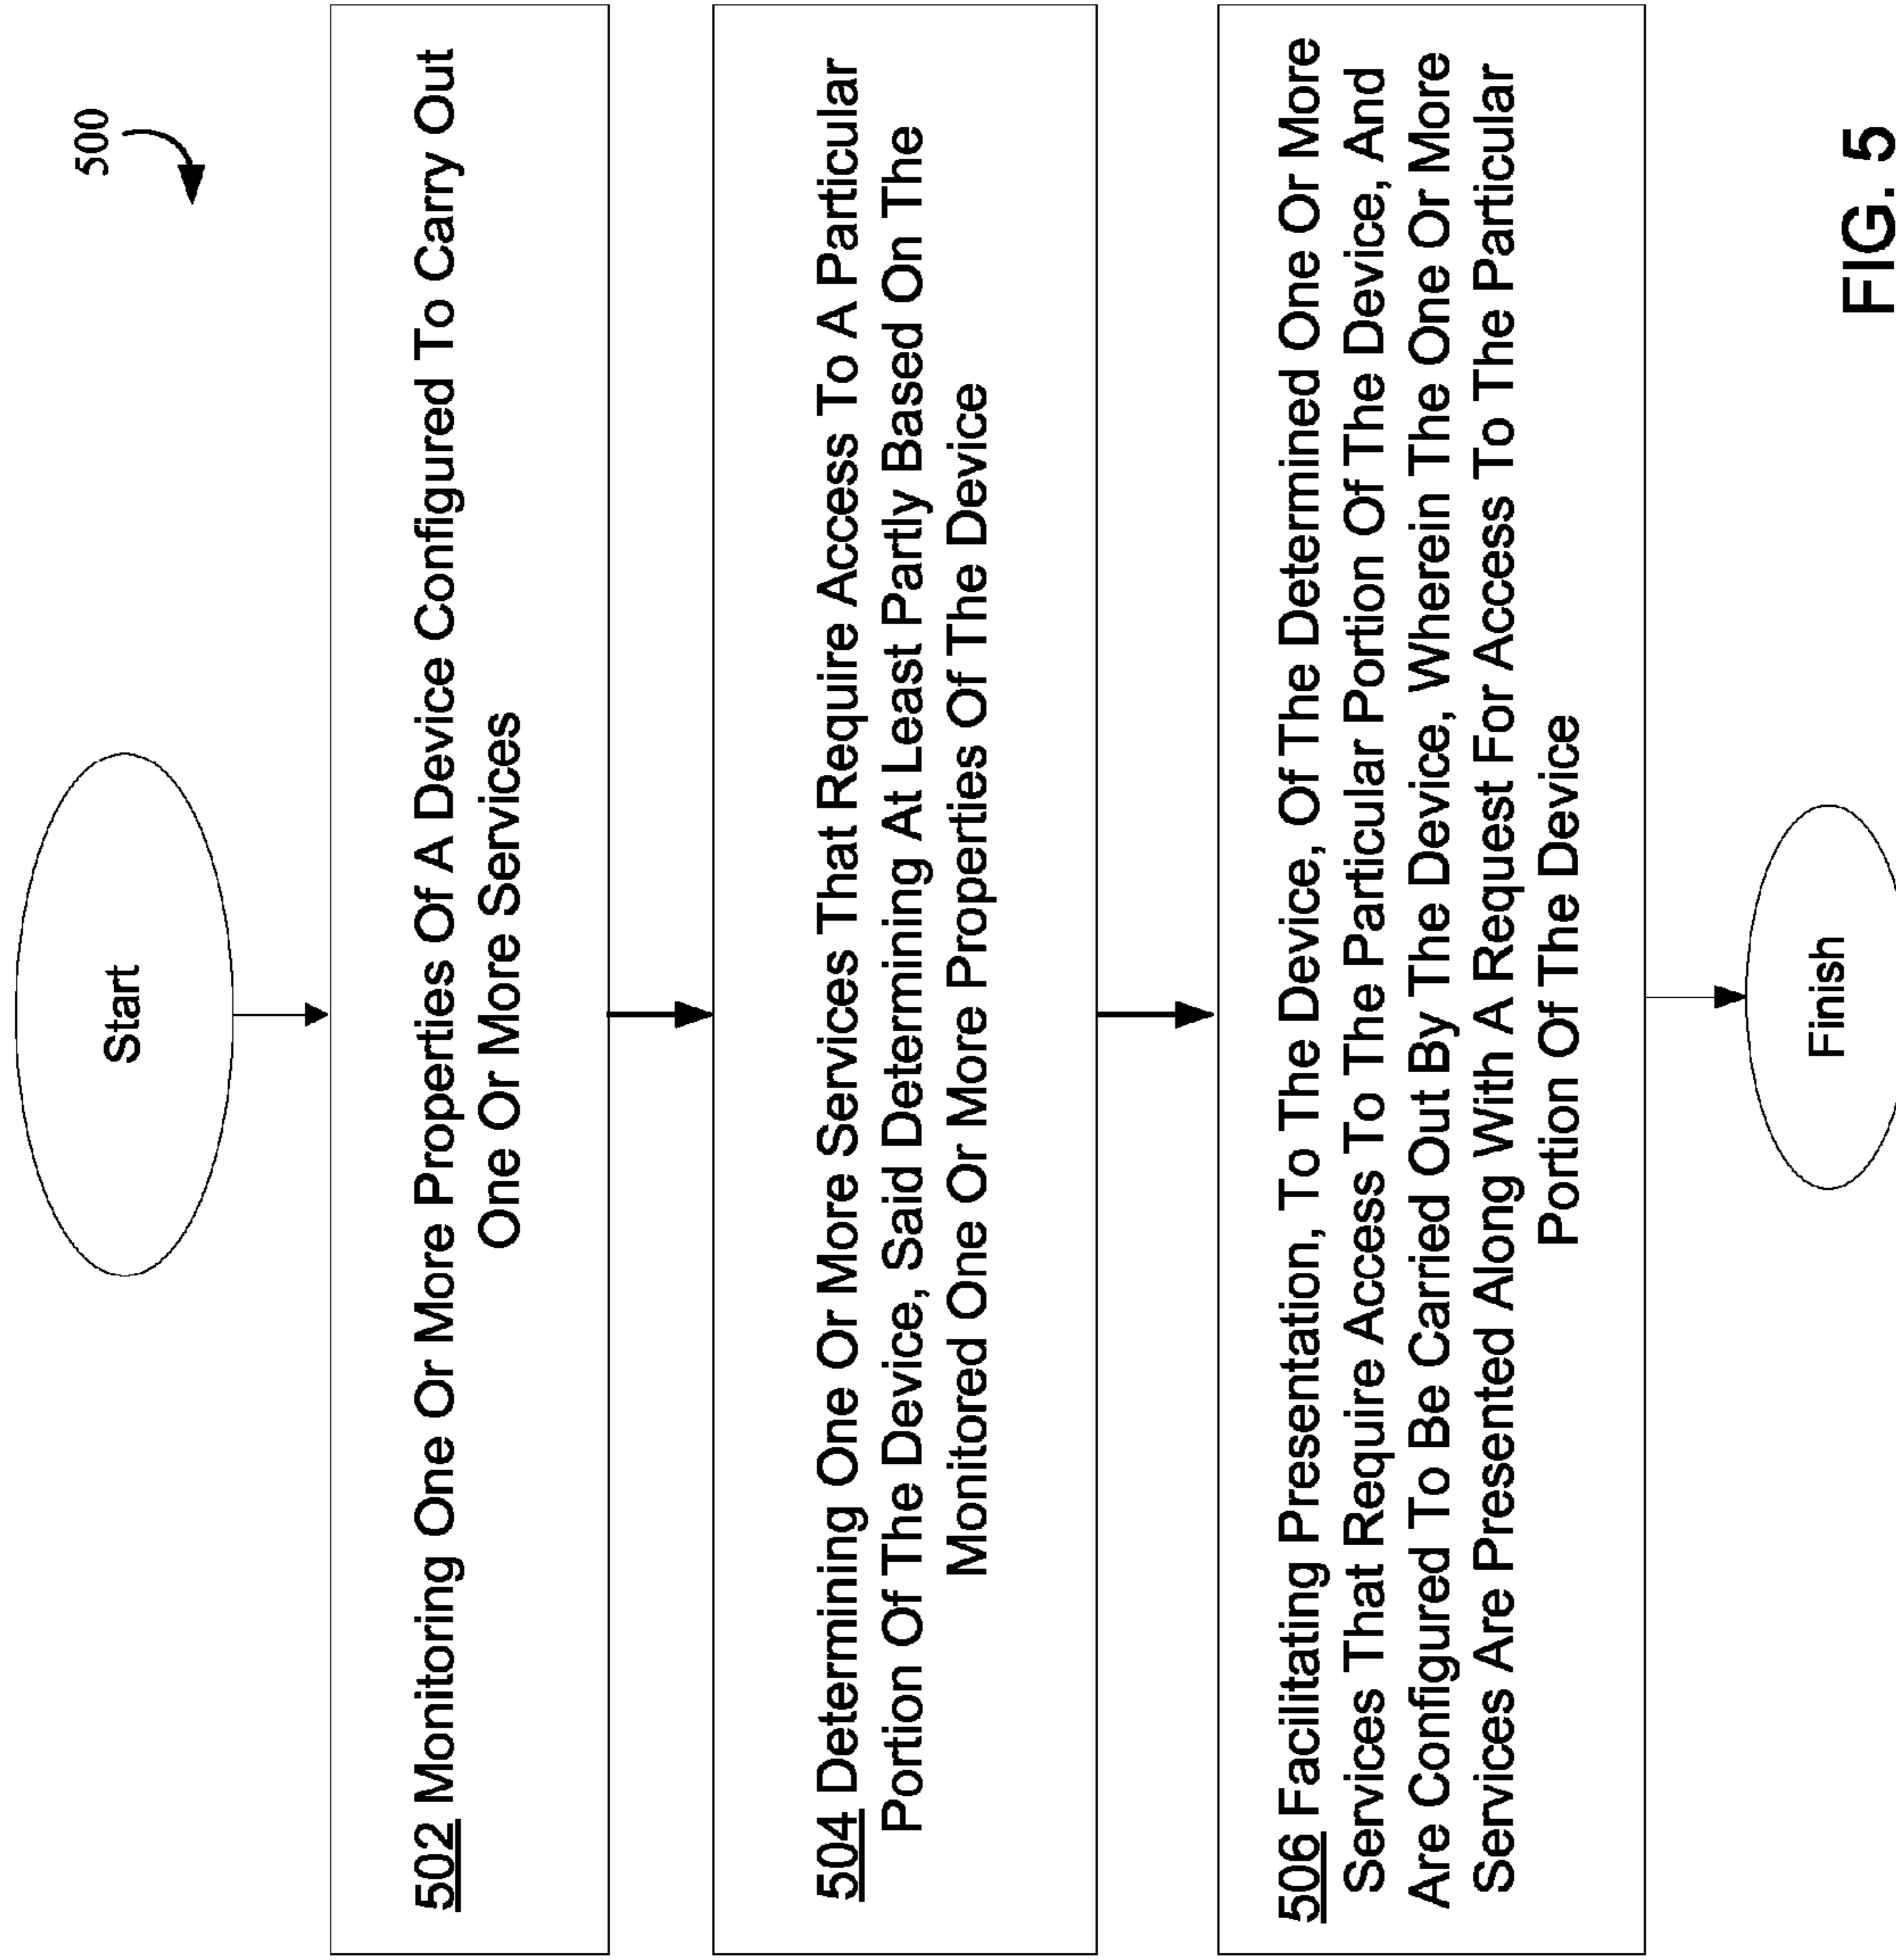 500
Start
502 Monitoring One Or More Properties Of A Device Configured To Carry Out
One Or More Services
504 Determining One Or More Services That Require Access To A Particular
Portion Of The Device, Said Determining At Least Partly Based On The
Monitored One Or More Properties Of The Device
506 Facilitating Presentation, To The Device, Of The Determined One Or More
Services That Require Access To The Particular Portion Of The Device, And
Are Configured To Be Carried Out By The Device, Wherein The One Or More
Services Are Presented Along With A Request For Access To The Particular
Portion Of The Device
Finish
FIG. 5